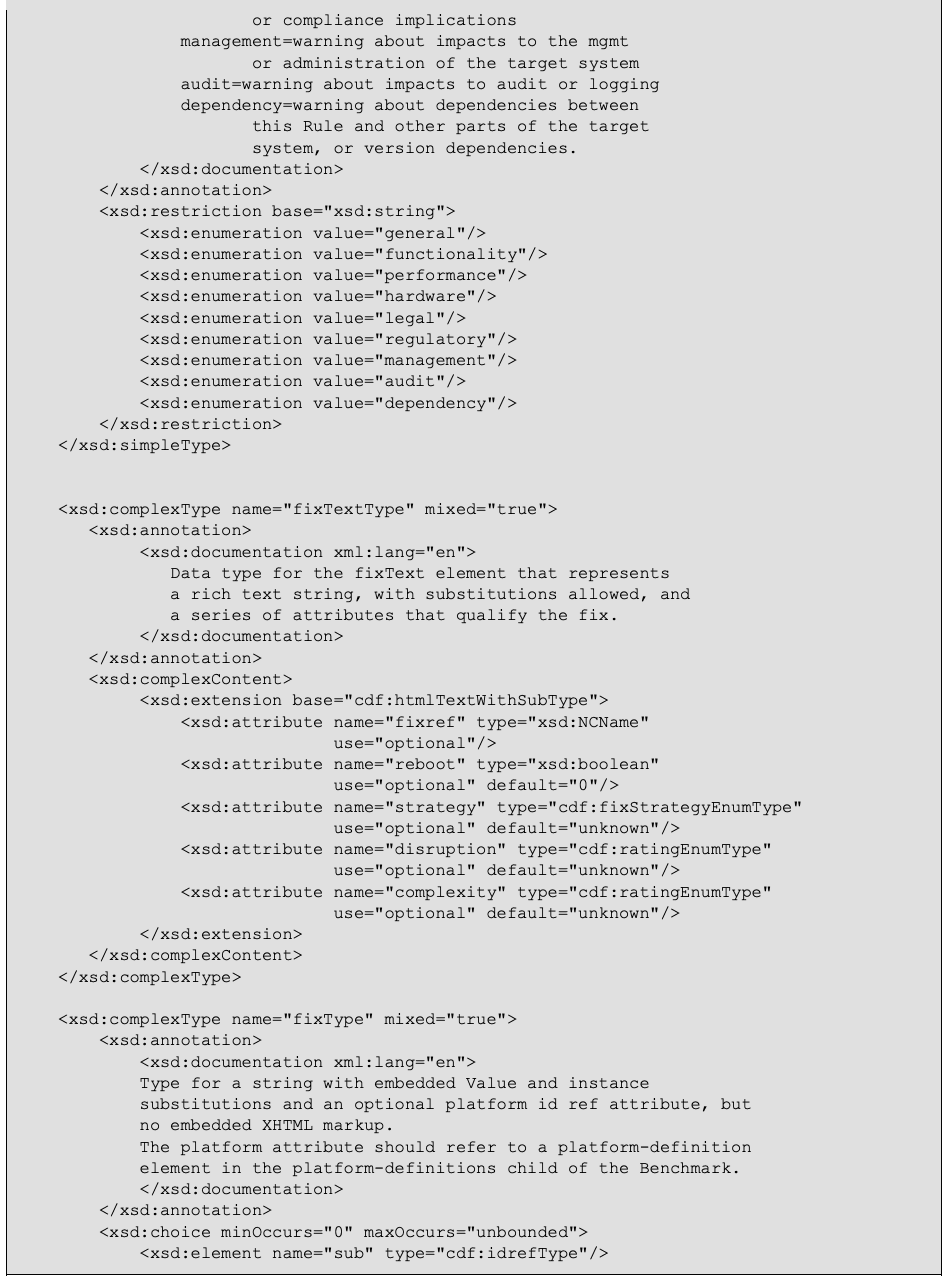 or compliance implications
management=warning about impacts to the mgmt
or administration of the target system
audit=warning about impacts to audit or logging
dependency=warning about dependencies between
this Rule and other parts of the target
system, or version dependencies.
</xsd:documentation>
</xsd:annotation>
<xsd:restriction base="xsd:string">
<xsd:enumeration value="general"/>
<xsd:enumeration value="functionality"/>
<xsd:enumeration value="performance"/>
<xsd:enumeration value="hardware"/>
<xsd:enumeration value="legal"/>
<xsd:enumeration value="regulatory"/>
<xsd:enumeration value="management"/>
<xsd:enumeration value="audit"/>
<xsd:enumeration value="dependency"/>
</xsd:restriction>
</xsd:simpleType>
<xsd:complexType name="fixTextType" mixed="true">
<xsd:annotation>
<xsd:documentation xml:lang="en">
Data type for the fixText element that represents
a rich text string, with substitutions allowed, and
a series of attributes that qualify the fix.
</xsd:documentation>
</xsd:annotation>
<xsd:complexContent>
<xsd:extension base="cdf:htmlTextWithSubType">
<xsd:attribute name="fixref" type="xsd:NCName"
use="optional"/>
<xsd:attribute name="reboot" type="xsd:boolean"
use="optional" default="0"/>
<xsd:attribute name="strategy" type="cdf:fixStrategyEnumType"
use="optional" default="unknown"/>
<xsd:attribute name="disruption" type="cdf:ratingEnumType"
use="optional" default="unknown"/>
<xsd:attribute name="complexity" type="cdf:ratingEnumType"
use="optional" default="unknown"/>
</xsd:extension>
</xsd:complexContent>
</xsd:complexType>
<xsd:complexType name="fixType" mixed="true">
<xsd:annotation>
<xsd:documentation xml:lang="en">
Type for a string with embedded Value and instance
substitutions and an optional platform id ref attribute, but
no embedded XHTML markup.
The platform attribute should refer to a platform-definition
element in the platform-definitions child of the Benchmark.
</xsd:documentation>
</xsd:annotation>
<xsd:choice minOccurs="0" maxOccurs="unbounded">
<xsd:element name="sub" type="cdf:idrefType"/>